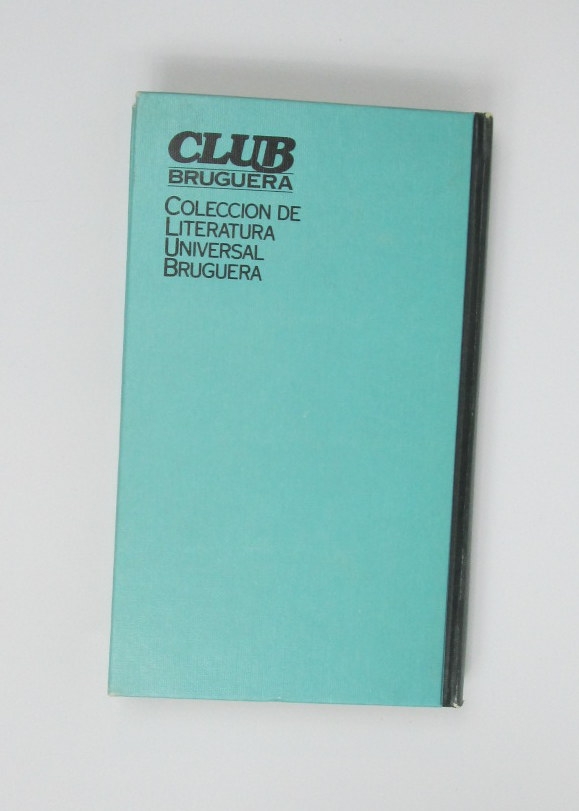 CLUB
BRUGUERA
COLECCION DE
LITERATURA
UNIVERSAL
BRUGUERA